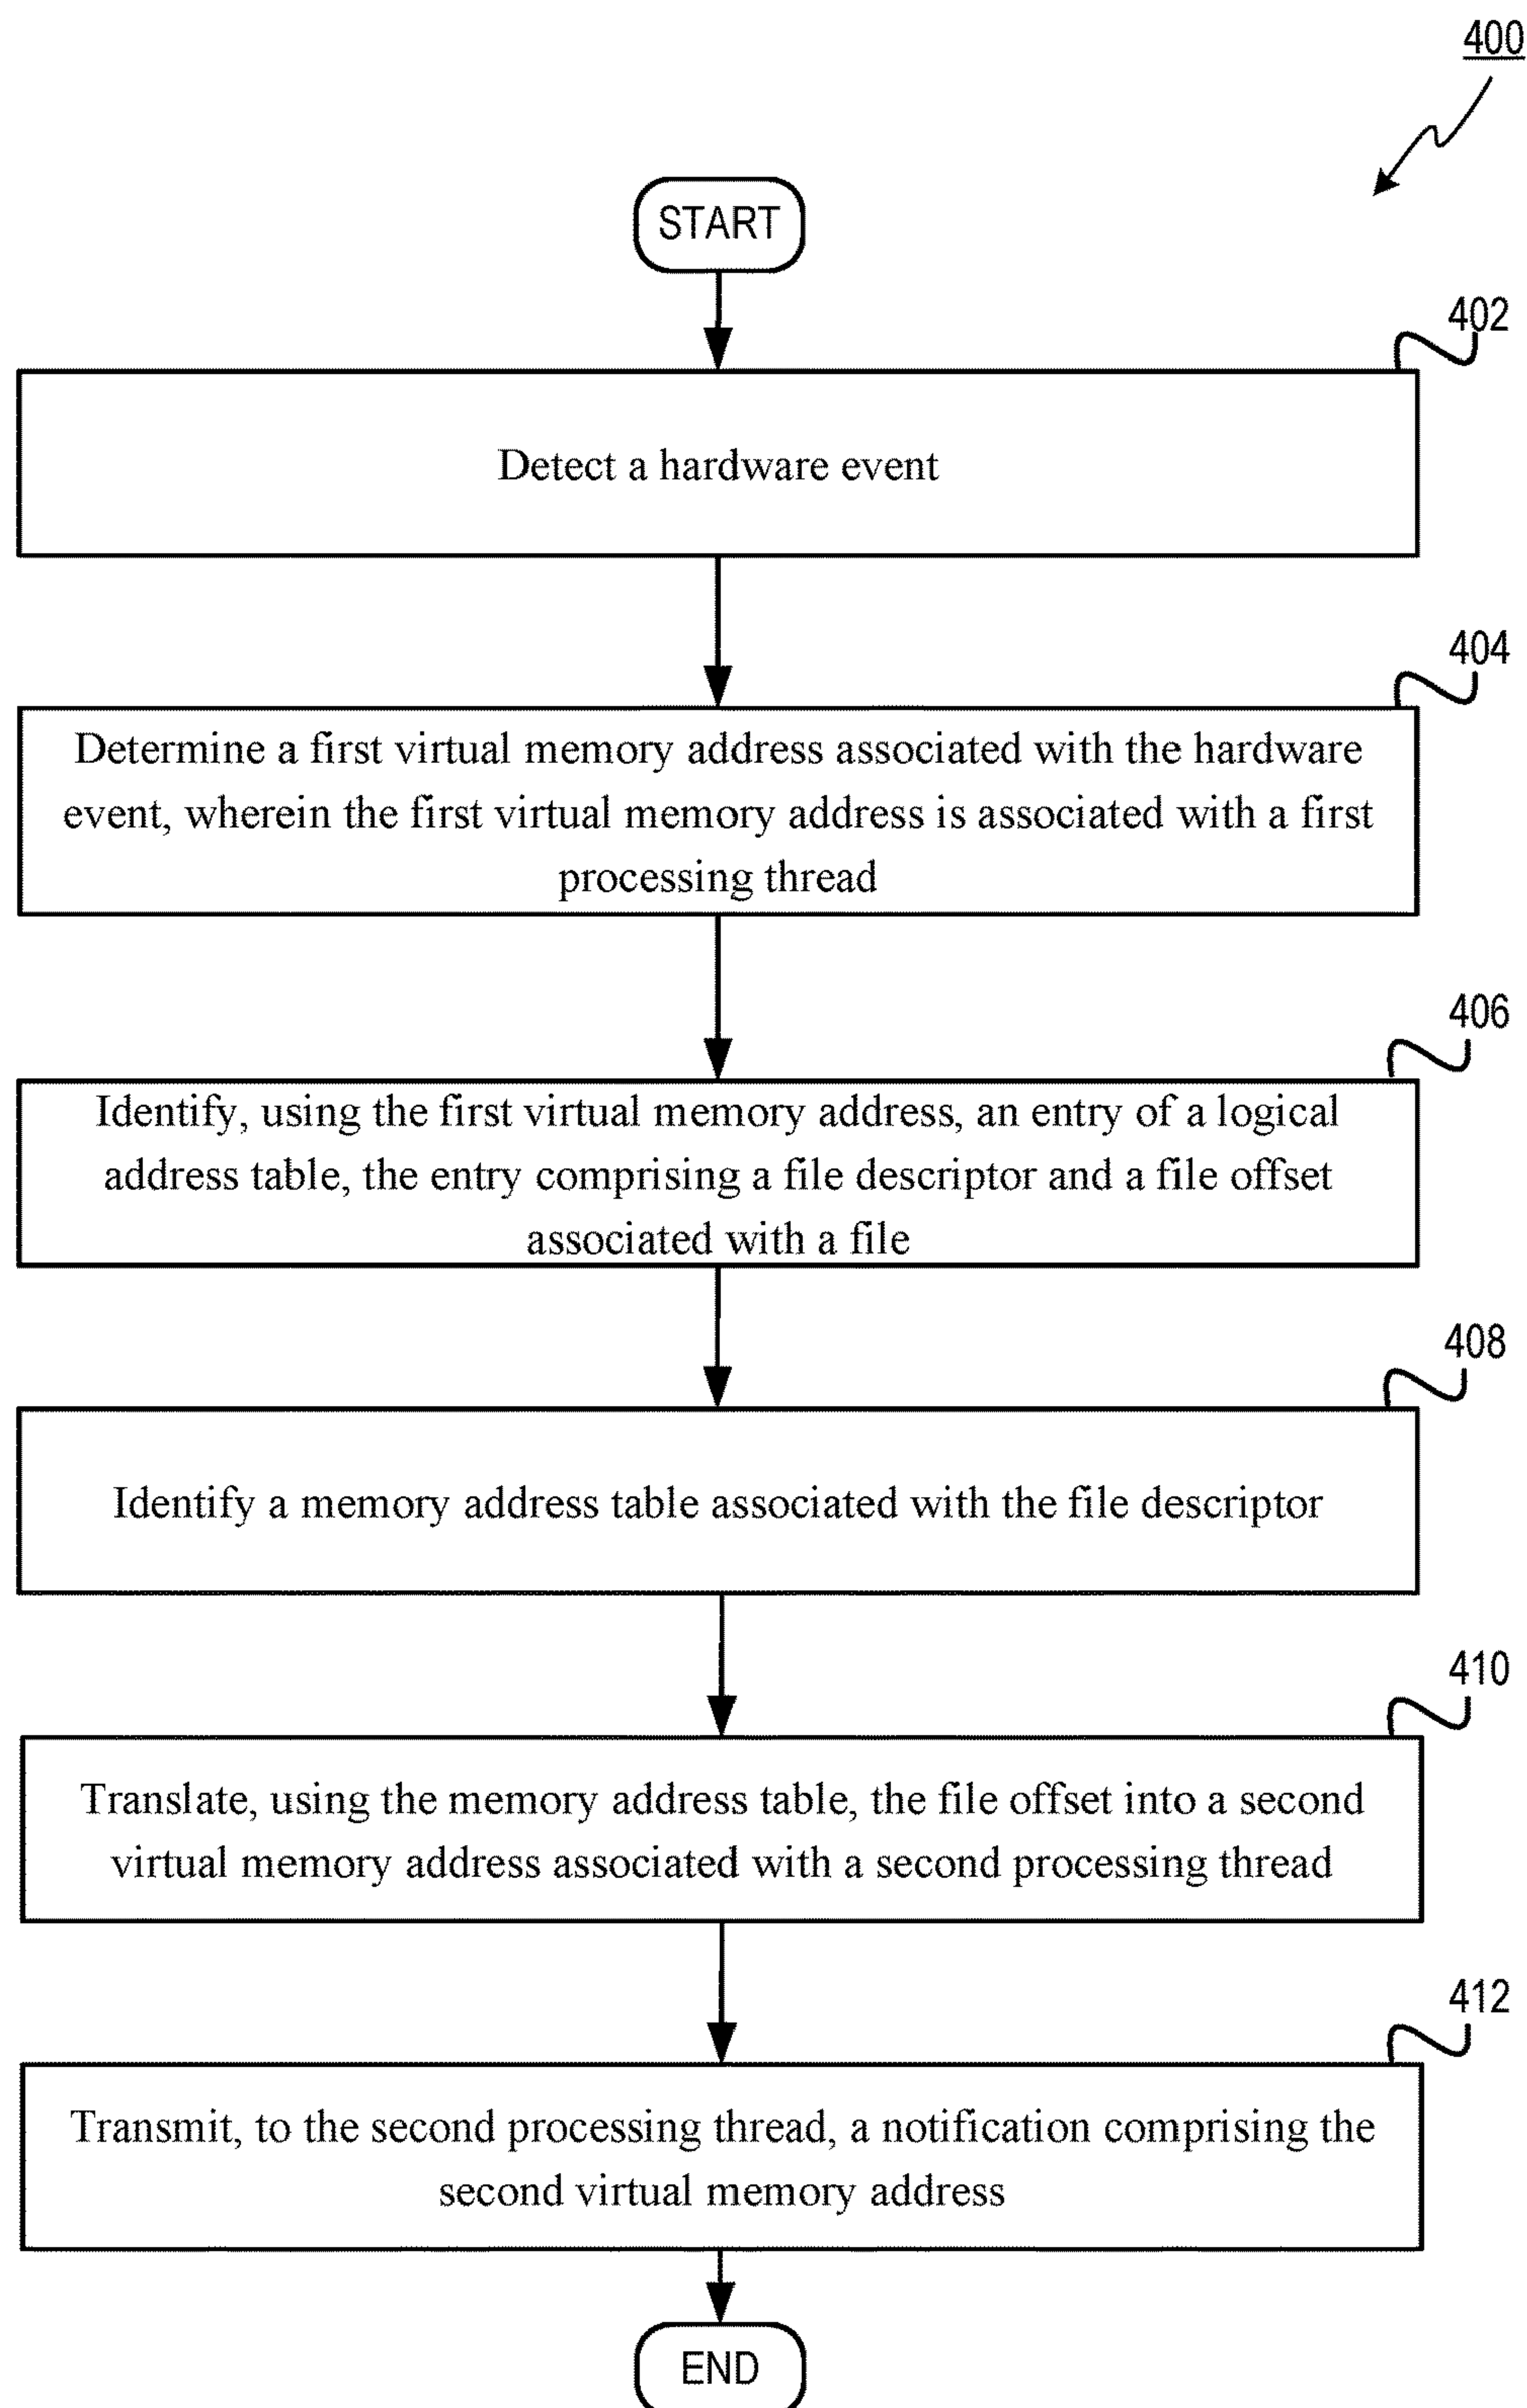 400
START
402
Detect a hardware event
404
Determine a first virtual memory address associated with the hardware
event, wherein the first virtual memory address is associated with a first
processing thread
406
Identify, using the first virtual memory address, an entry of a logical
address table, the entry comprising a file descriptor and a file offset
associated with a file
408
Identify a memory address table associated with the file descriptor
410
Translate, using the memory address table, the file offset into a second
virtual memory address associated with a second processing thread
412
Transmit, to the second processing thread, a notification comprising the
second virtual memory address
END